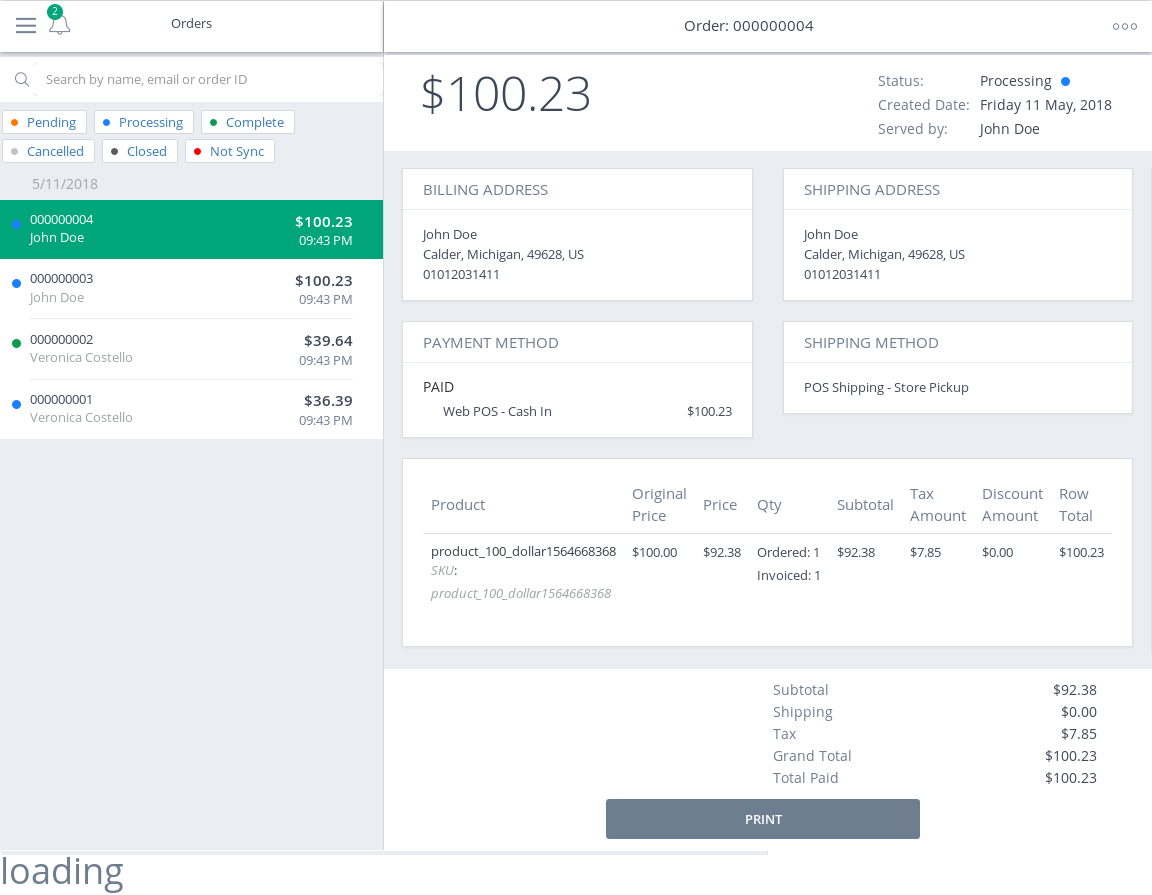 2
Orders
Order: 000000004
Search by name, email or order ID
Pending
Processing
Complete
Cancelled
Closed
Not Sync
5/11/2018
000000004 $100.23
John Doe 09:43 PM
000000003 $100.23
John Doe 09:43 PM
000000002 $39.64
Veronica Costello 09:43 PM
000000001 $36.39
Veronica Costello 09:43 PM
$100.23
Status: Processing
Created Date: Friday 11 May, 2018
Served by: John Doe
BILLING ADDRESS
John Doe
Calder, Michigan, 49628, US
01012031411
SHIPPING ADDRESS
John Doe
Calder, Michigan, 49628, US
01012031411
PAYMENT METHOD
PAID
Web POS - Cash In $100.23
SHIPPING METHOD
POS Shipping - Store Pickup
Product
Original
Price
Price
Qty
Subtotal
Tax
Amount
Discount
Amount
Row
Total
product_100_dollar1564668368 $100.00 $92.38 Ordered: 1 $92.38 $7.85 $0.00 $100.23
SKU:
Invoiced: 1
product_100_dollar1564668368
Subtotal $92.38
Shipping $0.00
Tax $7.85
Grand Total $100.23
Total Paid $100.23
PRINT
loading